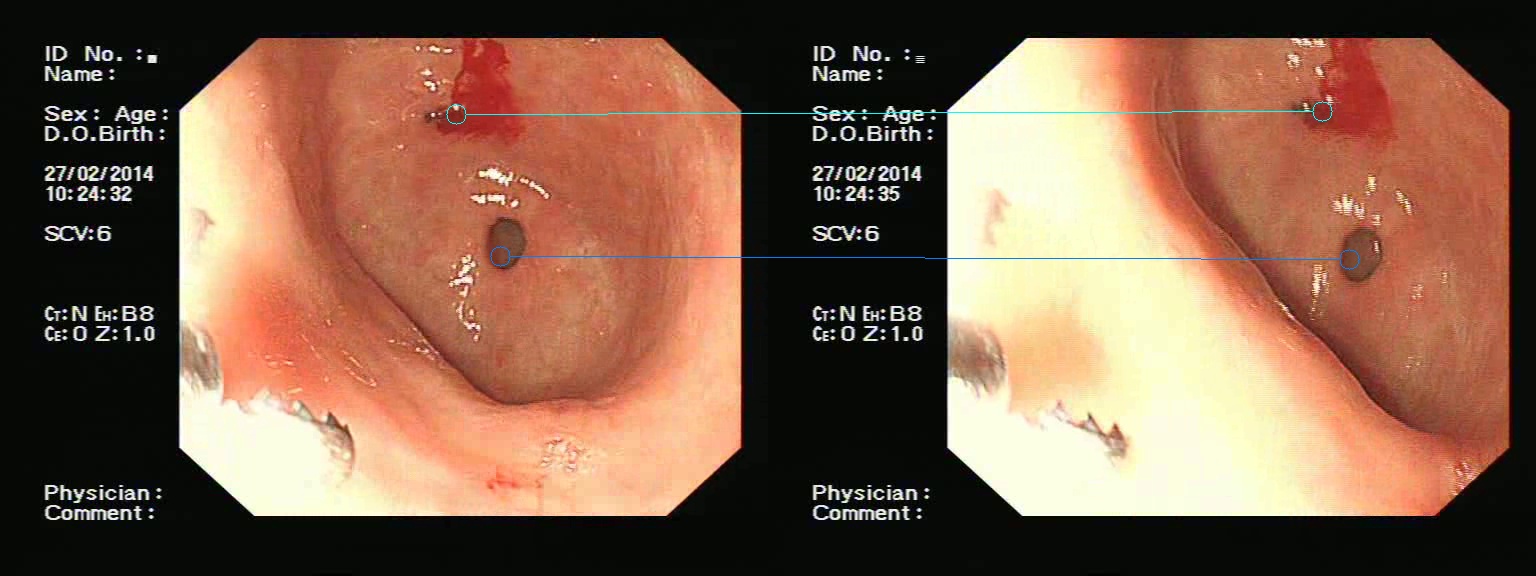 ID No. :
Name:
Sex: Age:
D.O.Birth:
27/02/2014
10:24:32
SCV:6
CT:N EH:B8
CE:0 Z:1.0
Physician:
Comment:
ID No. :
Name:
Sex: Age:
D.O.Birth:
27/02/2014
10:24:35
SCV:6
CT:N EH:B8
CE:0 Z:1.0
Physician:
Comment: